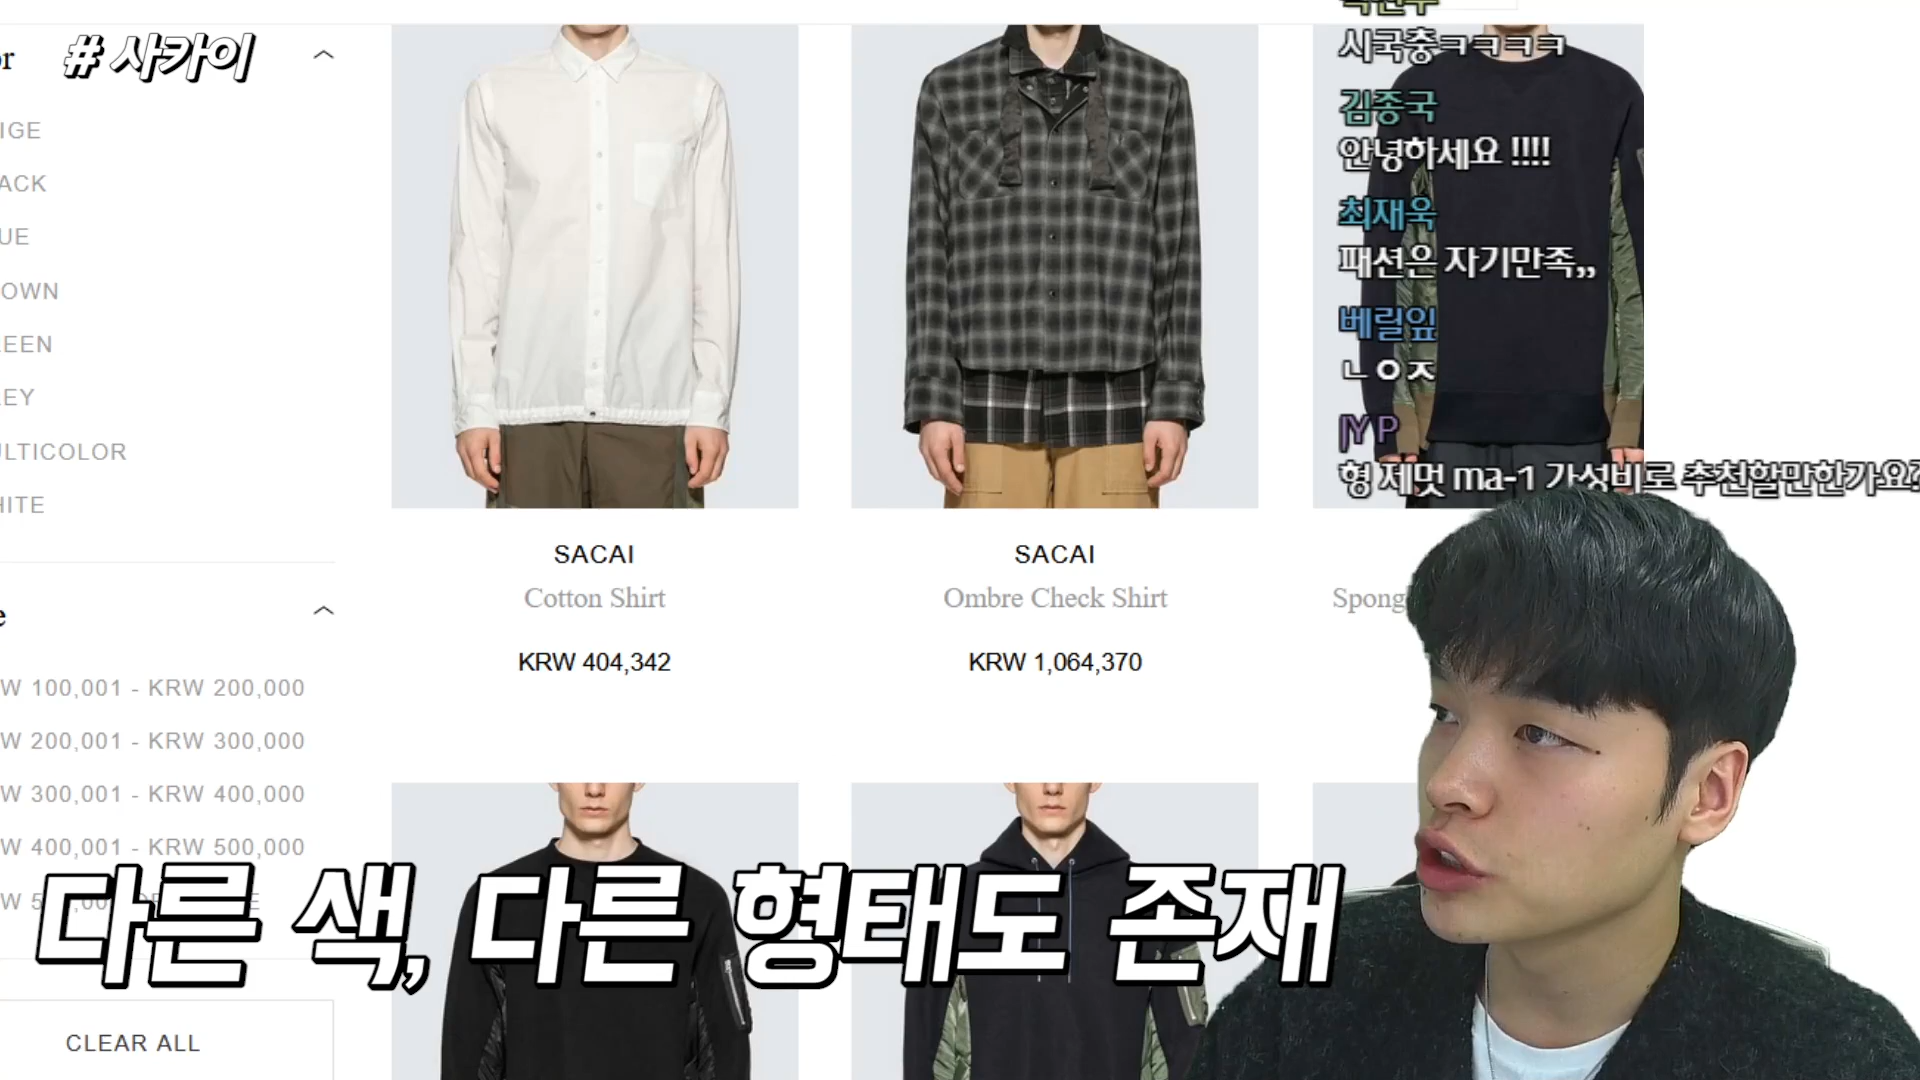 # 사카이
IGE
ACK
UE
OWN
EEN
EY
ULTICOLOR
HITE
W 100,001 - KRW 200,000
W 200,001 - KRW 300,000
W 300,001 - KRW 400,000
W 400,001 - KRW 500,000
CLEAR ALL
SACAI
Cotton Shirt
KRW 404,342
SACAI
Ombre Check Shirt
KRW 1,064,370
Spong
시국충ㅋㅋㅋㅋ
김종국
안녕하세요 !!!!
최재욱
패션은 자기만족,,
베릴잎
ㄴㅇㅈ
JYP
형 제멋 ma-1 가성비로 추천할만한가요?
다른 색, 다른 형태도 존재